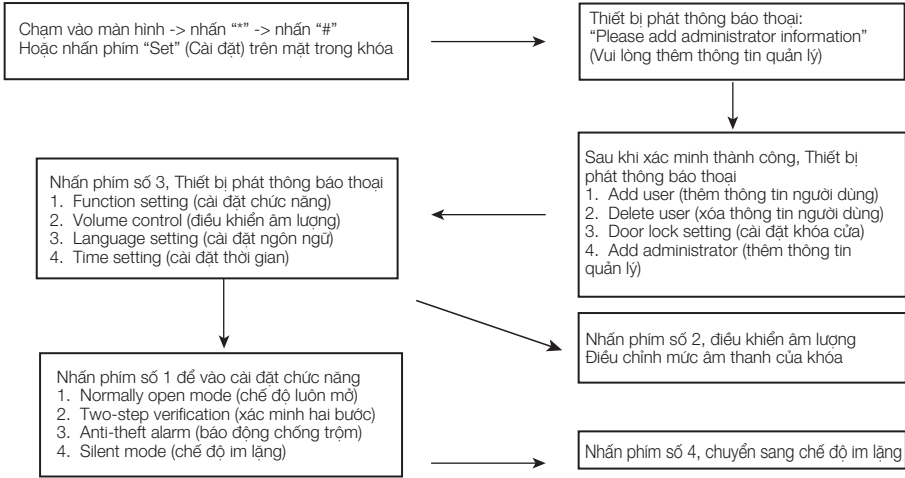 Chạm vào màn hình -> nhấn “*” -> nhấn “#”
Hoặc nhấn phím “Set” (Cài đặt) trên mặt trong khóa
Thiết bị phát thông báo thoại:
“Please add administrator information”
(Vui lòng thêm thông tin quản lý)
Sau khi xác minh thành công, Thiết bị
phát thông báo thoại
1. Add user (thêm thông tin người dùng)
2. Delete user (xóa thông tin người dùng)
3. Door lock setting (cài đặt khóa cửa)
4. Add administrator (thêm thông tin
quản lý)
Nhấn phím số 3, Thiết bị phát thông báo thoại
1. Function setting (cài đặt chức năng)
2. Volume control (điều khiển âm lượng)
3. Language setting (cài đặt ngôn ngữ)
4. Time setting (cài đặt thời gian)
Nhấn phím số 2, điều khiển âm lượng
Điều chỉnh mức âm thanh của khóa
Nhấn phím số 1 để vào cài đặt chức năng
1. Normally open mode (chế độ luôn mở)
2. Two-step verification (xác minh hai bước)
3. Anti-theft alarm (báo động chống trộm)
4. Silent mode (chế độ im lặng)
Nhấn phím số 4, chuyển sang chế độ im lặng